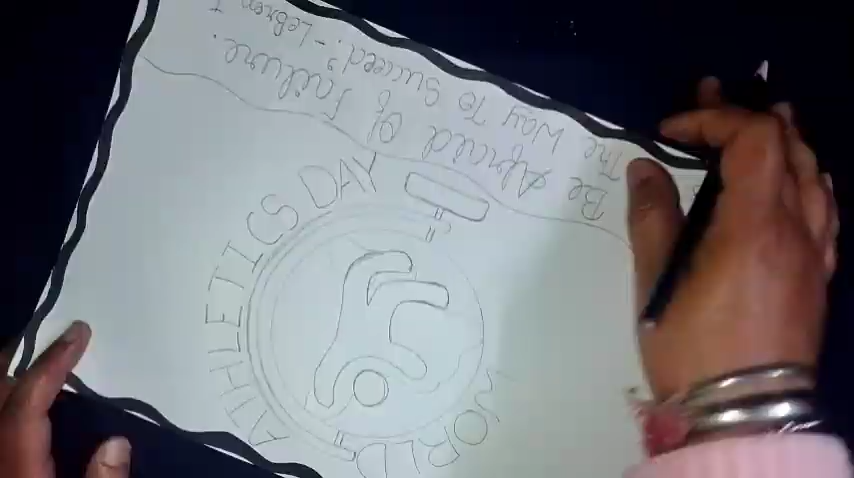 WORLD ATHLETICS DAY
Be Afraid Of Failure.
The Way To Succeed." - LeBron J